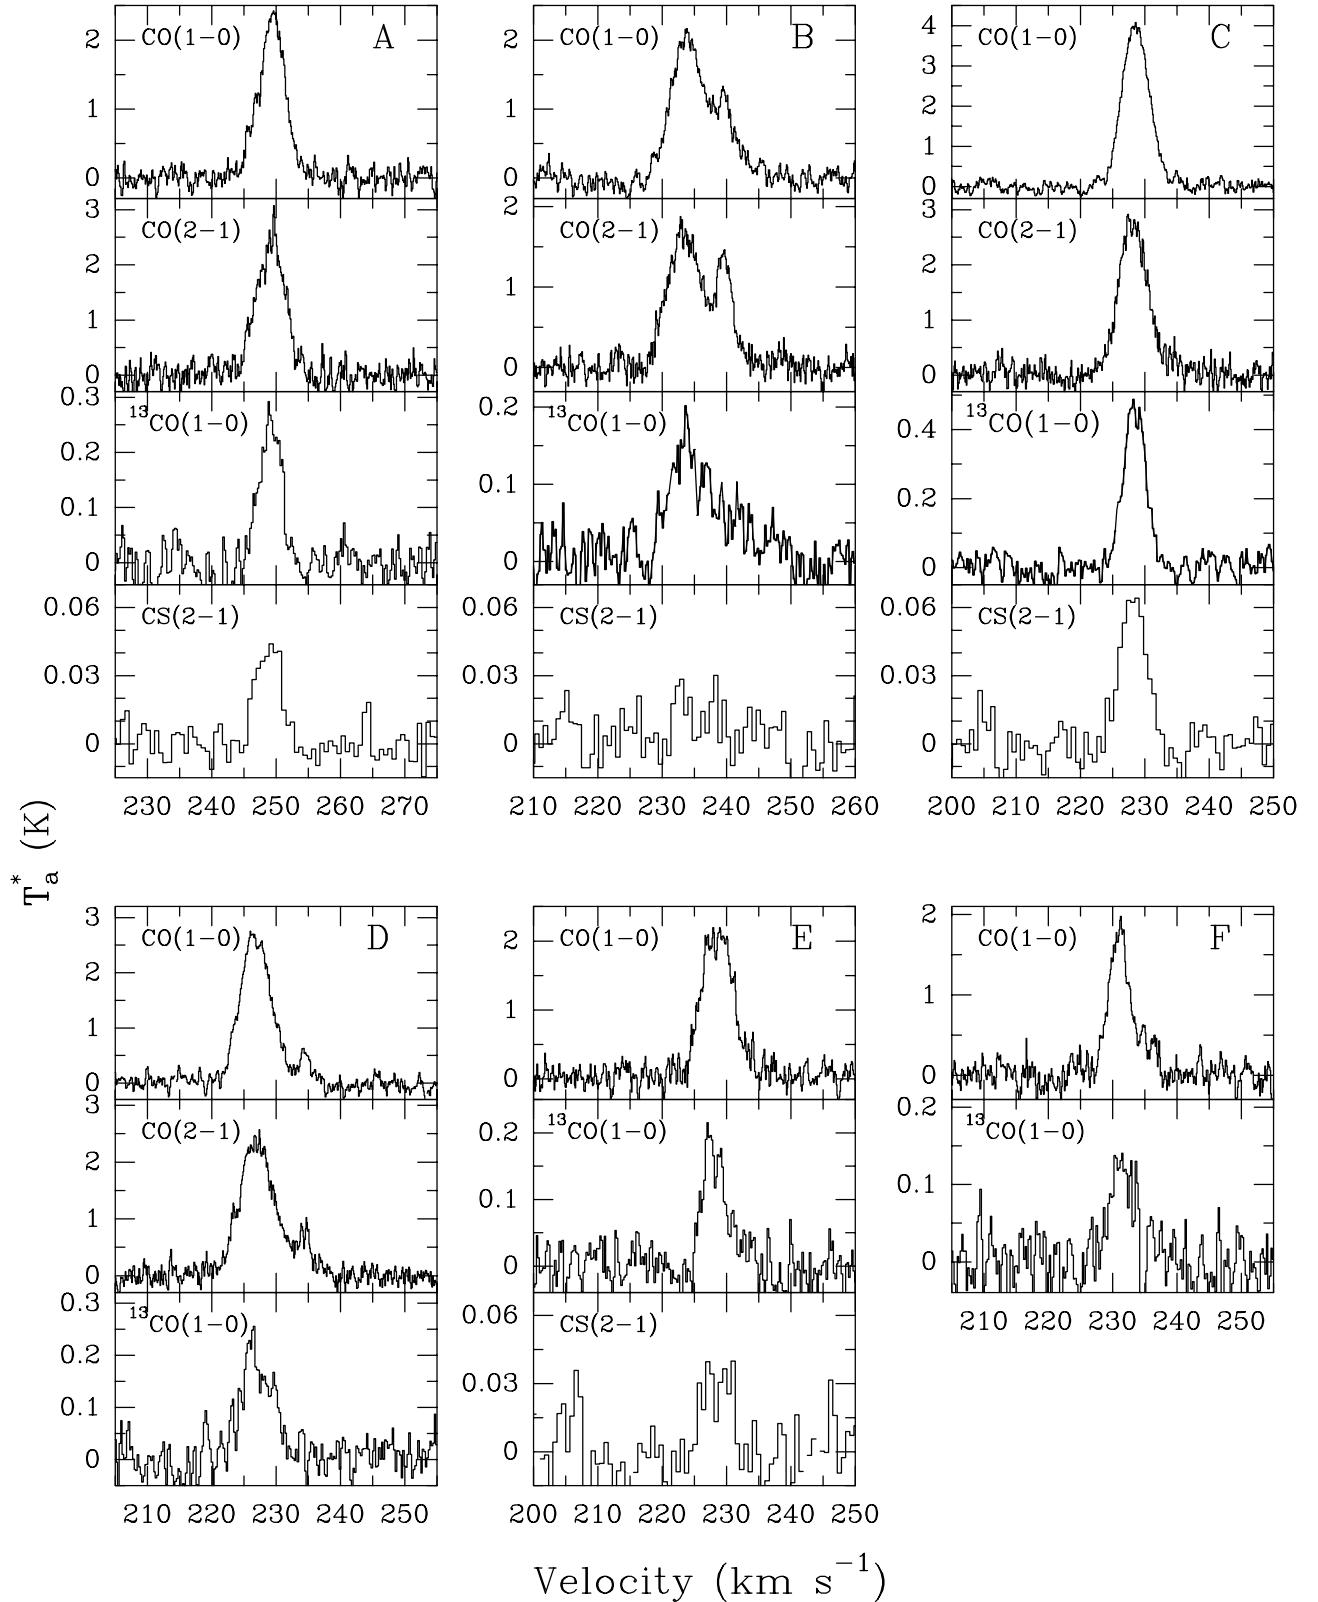 CO(1−0) A
2
1
0
CO(2−1)
3
2
1
0
¹³CO(1−0)
0.3
0.2
0.1
0
CS(2−1)
0.06
0.03
0
230 240 250 260 270
CO(1−0) B
2
1
0
CO(2−1)
2
1
0
¹³CO(1−0)
0.2
0.1
0
CS(2−1)
0.06
0.03
0
210 220 230 240 250 260
CO(1−0) C
4
3
2
1
0
CO(2−1)
3
2
1
0
¹³CO(1−0)
0.4
0.2
0
CS(2−1)
0.06
0.03
0
200 210 220 230 240 250
Tₐ* (K)
CO(1−0) D
3
2
1
0
CO(2−1)
3
2
1
0
¹³CO(1−0)
0.3
0.2
0.1
0
210 220 230 240 250
CO(1−0) E
2
1
0
¹³CO(1−0)
0.2
0.1
0
CS(2−1)
0.06
0.03
0
200 210 220 230 240 250
CO(1−0) F
2
1
0
¹³CO(1−0)
0.2
0.1
0
210 220 230 240 250
Velocity (km s⁻¹)